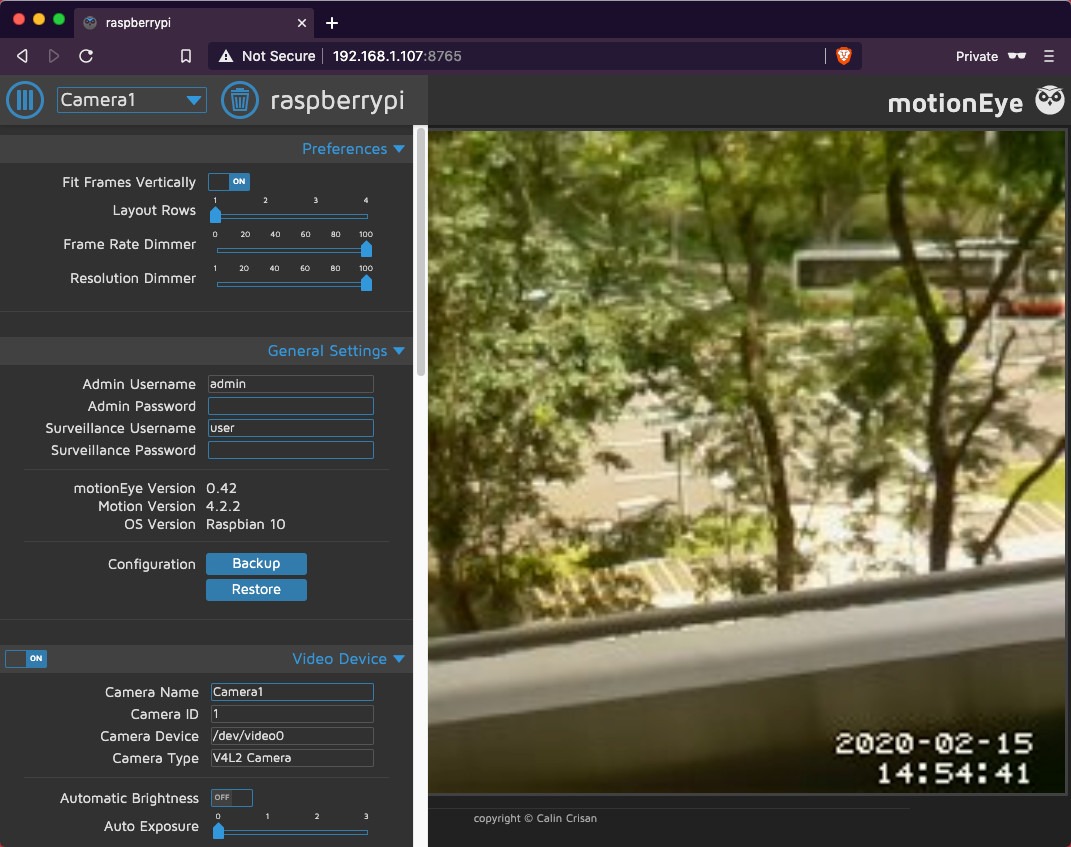 raspberrypi
Not Secure 192.168.1.107:8765 Private
Camera1 raspberrypi motionEye
Preferences
Fit Frames Vertically ON
1 2 3 4
Layout Rows
0 20 40 60 80 100
Frame Rate Dimmer
1 20 40 60 80 100
Resolution Dimmer
General Settings
Admin Username admin
Admin Password
Surveillance Username user
Surveillance Password
motionEye Version 0.42
Motion Version 4.2.2
OS Version Raspbian 10
Configuration Backup
Restore
ON Video Device
Camera Name Camera1
Camera ID 1
Camera Device /dev/video0
Camera Type V4L2 Camera
Automatic Brightness OFF
0 1 2 3
Auto Exposure
2020-02-15
14:54:41
copyright © Calin Crisan